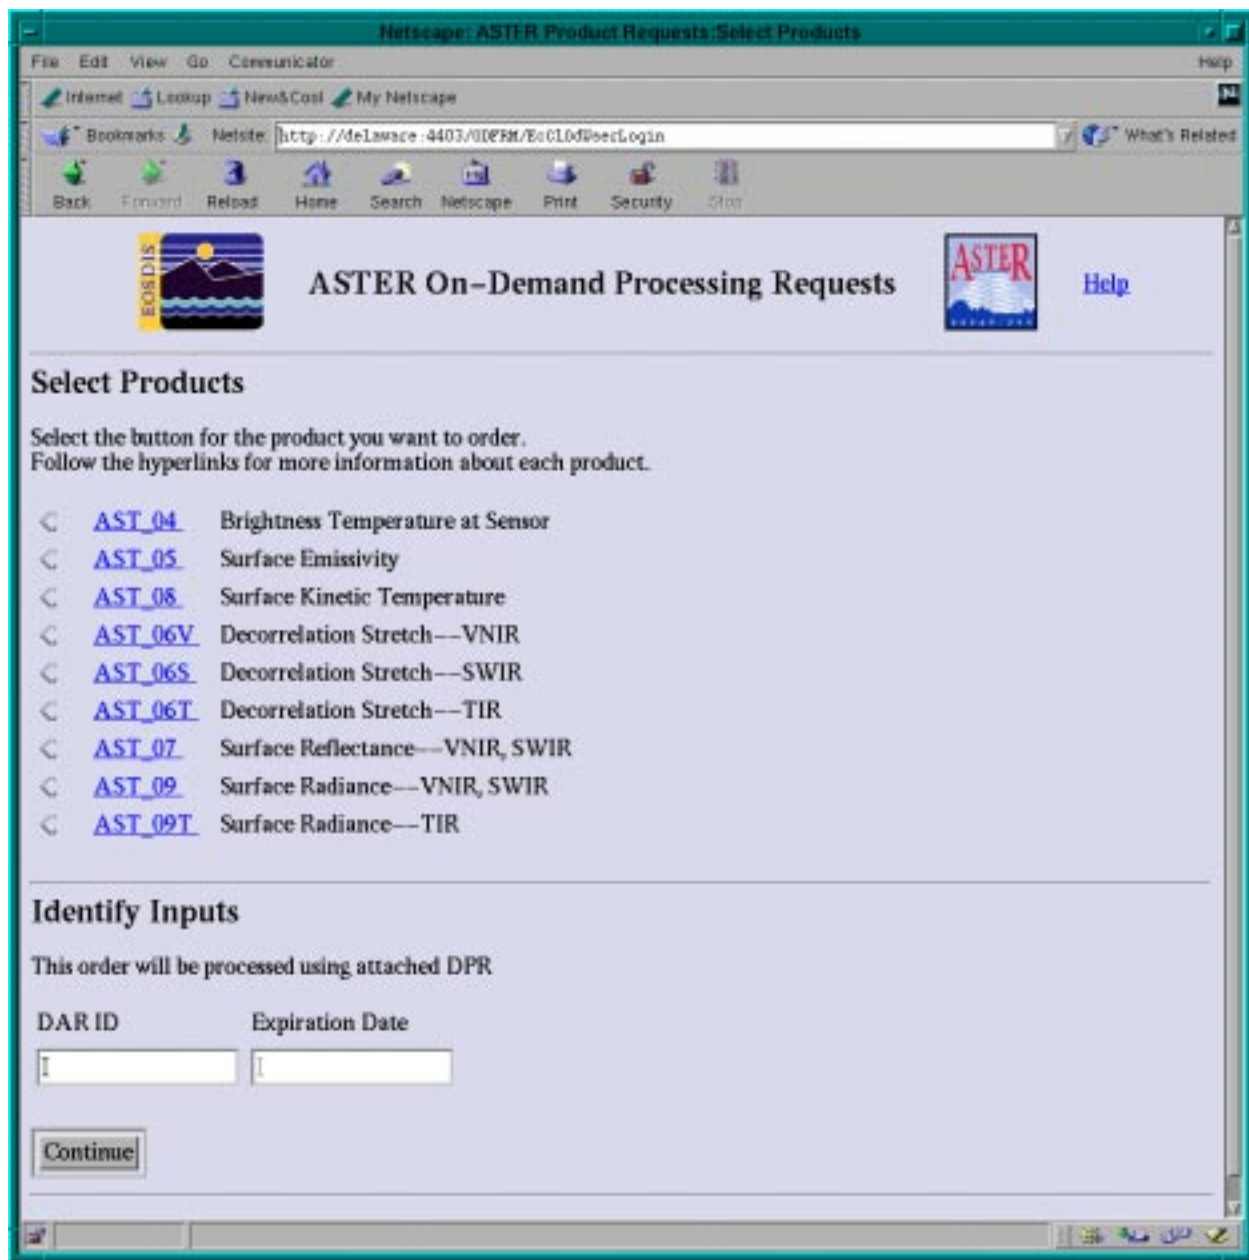 Netscape: ASTER Product Requests:Select Products
File Edit View Go Communicator Help
Internet Lookup New&Cool My Netscape
Bookmarks Netsite: http://delaware:4403/ODFRM/EcClOdUserLogin What's Related
Back Forward Reload Home Search Netscape Print Security Stop
EOSDIS
ASTER On-Demand Processing Requests
ASTER
Help
Select Products
Select the button for the product you want to order.
Follow the hyperlinks for more information about each product.
AST_04 Brightness Temperature at Sensor
AST_05 Surface Emissivity
AST_08 Surface Kinetic Temperature
AST_06V Decorrelation Stretch--VNIR
AST_06S Decorrelation Stretch--SWIR
AST_06T Decorrelation Stretch--TIR
AST_07 Surface Reflectance--VNIR, SWIR
AST_09 Surface Radiance--VNIR, SWIR
AST_09T Surface Radiance--TIR
Identify Inputs
This order will be processed using attached DPR
DAR ID Expiration Date
Continue